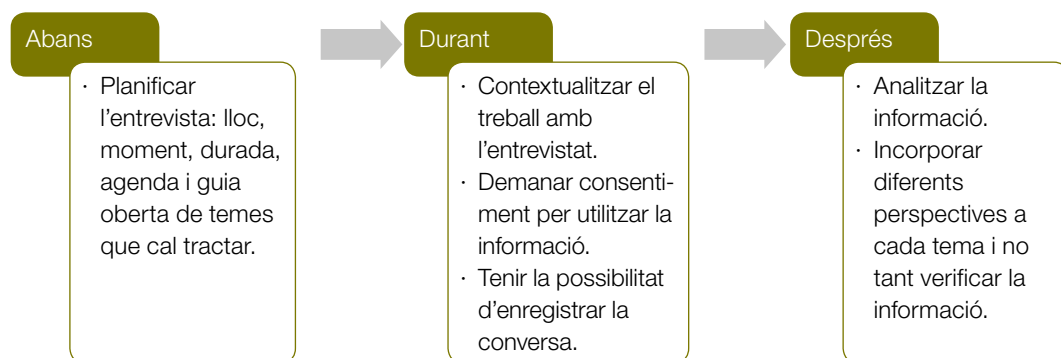 Abans
· Planificar
l’entrevista: lloc,
moment, durada,
agenda i guia
oberta de temes
que cal tractar.
Durant
· Contextualitzar el
treball amb
l’entrevistat.
· Demanar consenti-
ment per utilitzar la
informació.
· Tenir la possibilitat
d’enregistrar la
conversa.
Després
· Analitzar la
informació.
· Incorporar
diferents
perspectives a
cada tema i no
tant verificar la
informació.